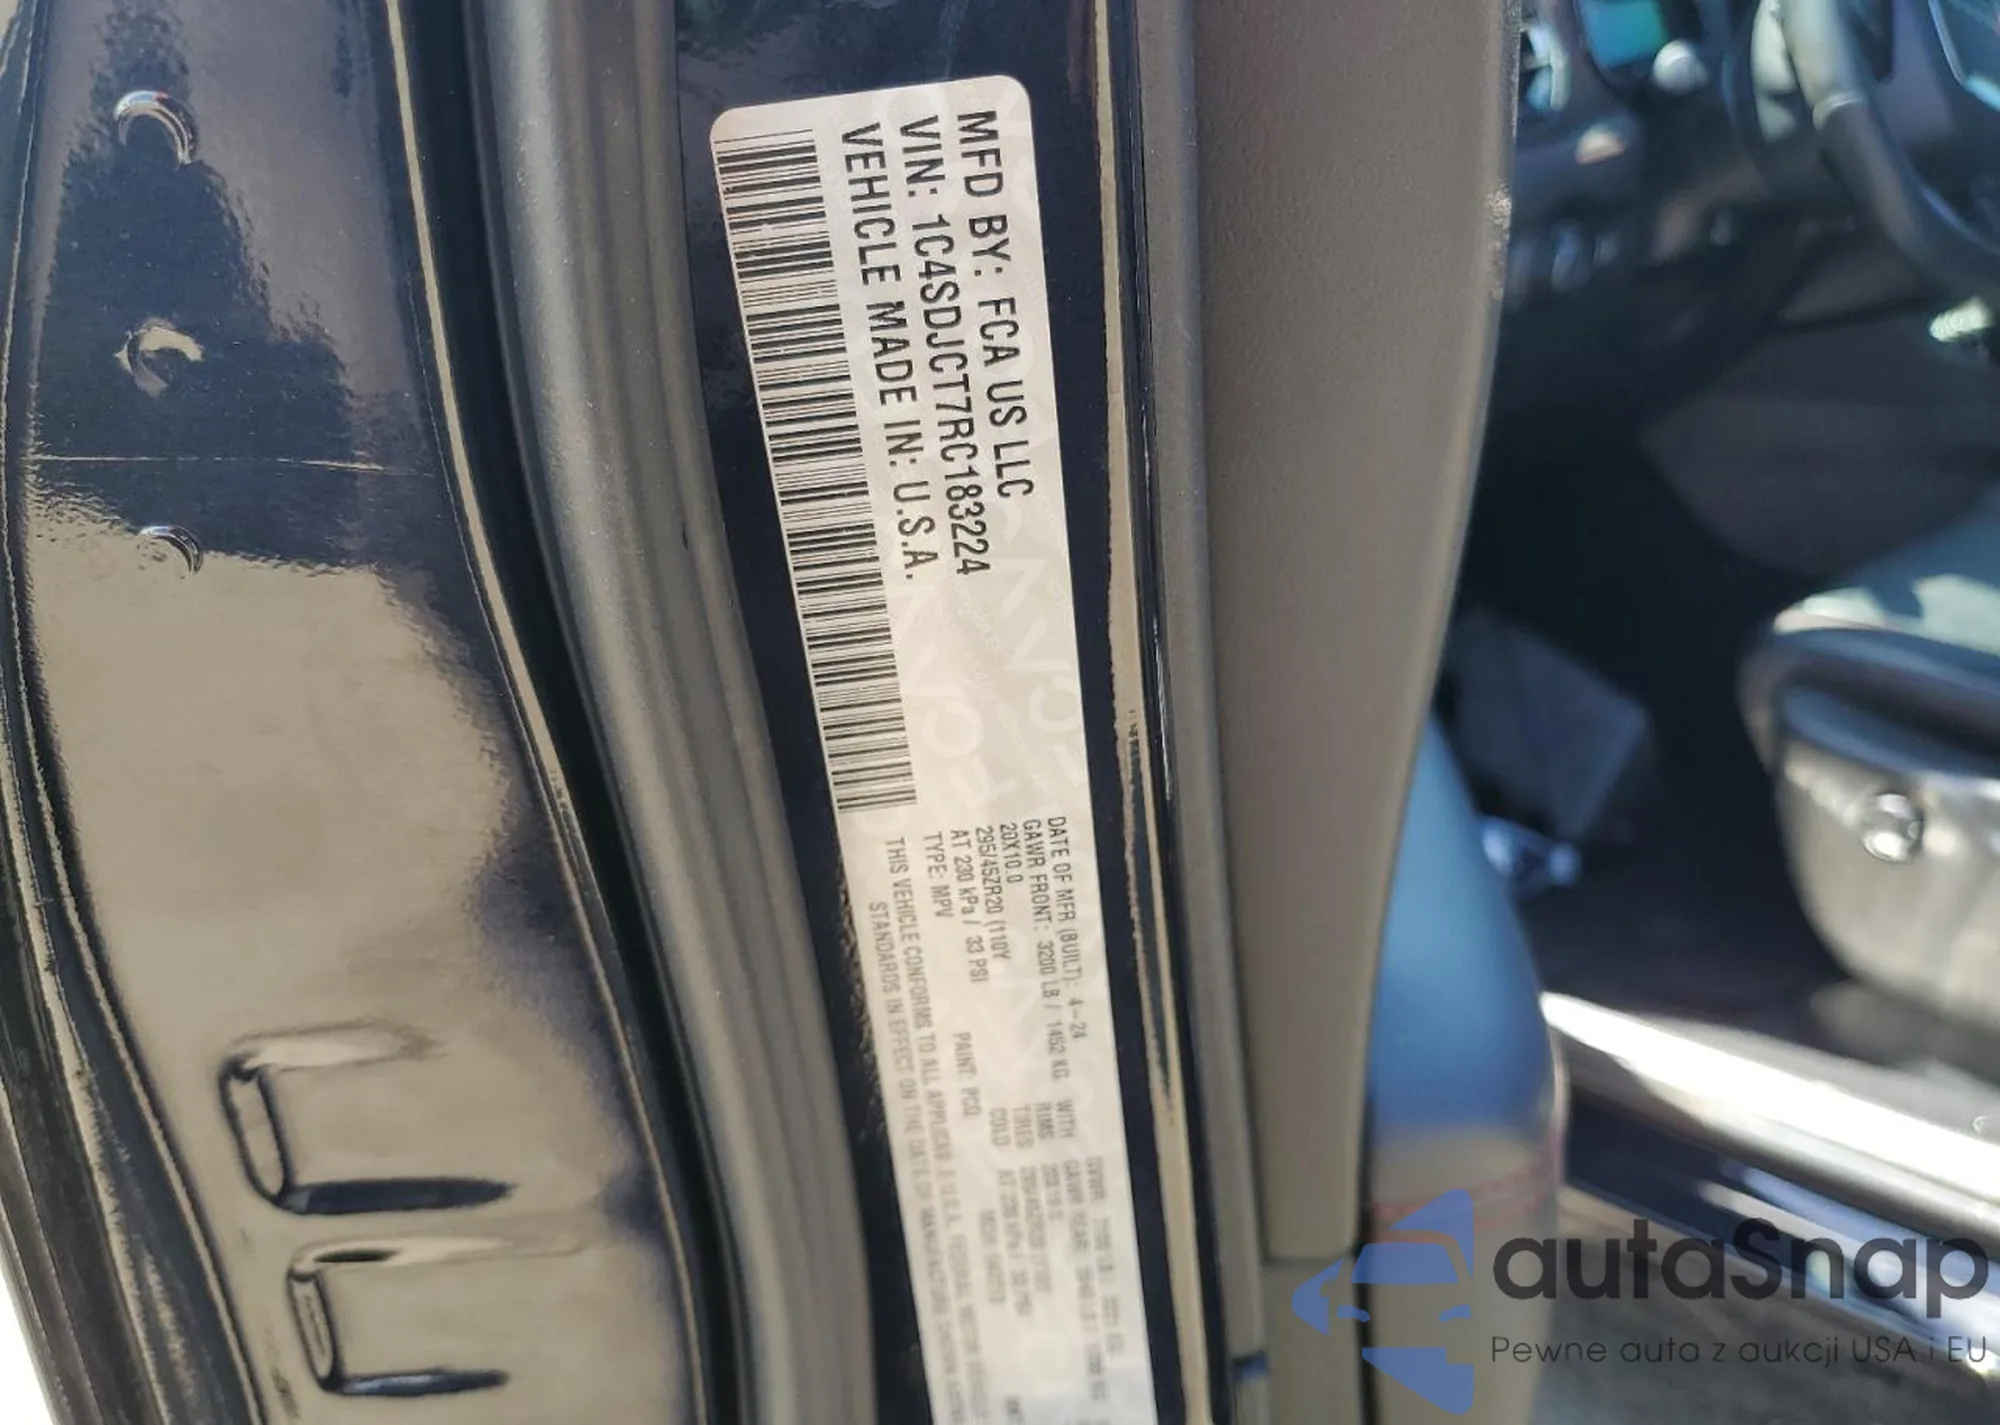 MFD BY: FCA US LLC
VIN: 1C4SDJCT7RC183224
VEHICLE MADE IN: U.S.A.
DATE OF MFR (BUILT): 4-24
GAWR FRONT: 3200 LB / 1452 KG WITH
20X10.0 RIMS
295/45ZR20 (110Y TIRES
AT 230 kPa / 33 PSI COLD
TYPE: MPV PAINT: PCQ
THIS VEHICLE CONFORMS TO ALL APPLICABLE U.S.A. FEDERAL MOTOR VEHICLE
STANDARDS IN EFFECT ON THE DATE OF MANUFACTURE SHOWN
autaSnap
Pewne auta z aukcji USA i EU